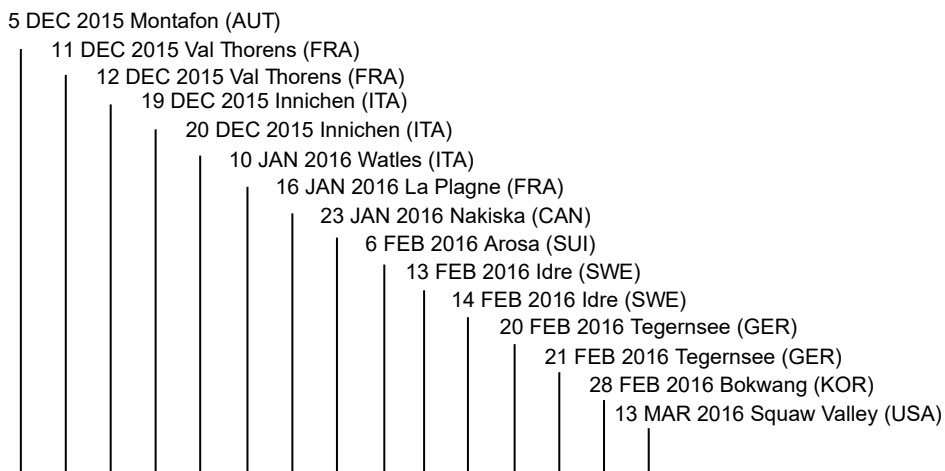 5 DEC 2015 Montafon (AUT)
11 DEC 2015 Val Thorens (FRA)
12 DEC 2015 Val Thorens (FRA)
19 DEC 2015 Innichen (ITA)
20 DEC 2015 Innichen (ITA)
10 JAN 2016 Watles (ITA)
16 JAN 2016 La Plagne (FRA)
23 JAN 2016 Nakiska (CAN)
6 FEB 2016 Arosa (SUI)
13 FEB 2016 Idre (SWE)
14 FEB 2016 Idre (SWE)
20 FEB 2016 Tegernsee (GER)
21 FEB 2016 Tegernsee (GER)
28 FEB 2016 Bokwang (KOR)
13 MAR 2016 Squaw Valley (USA)